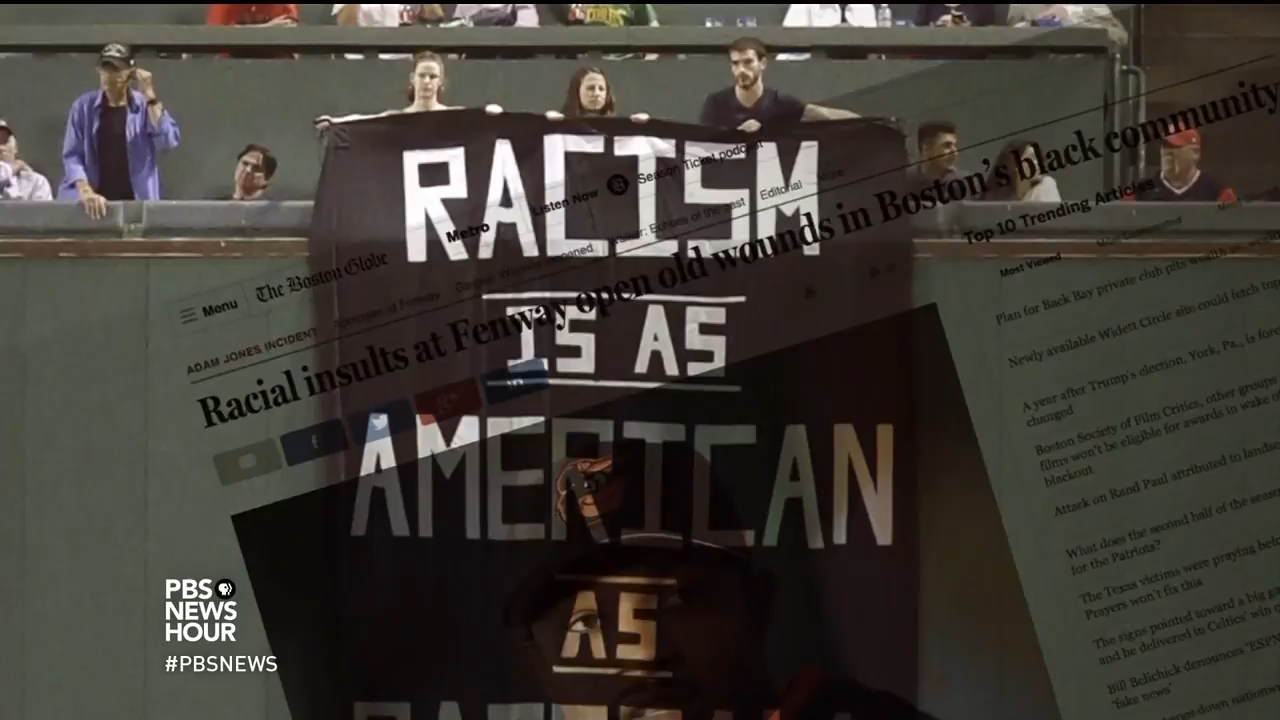 RACISM
IS AS
AMERICAN
AS
Menu
The Boston Globe
Metro
Listen Now
Season Ticket podcast
Editorial
ADAM JONES INCIDENT
Racial insults at Fenway open old wounds in Boston's black community
Top 10 Trending Articles
Most Viewed
Plan for Back Bay private club pits wealth
Newly available Widett Circle site could fetch top
A year after Trump's election, York, Pa., is
changed
Boston Society of Film Critics, other groups
films won't be eligible for awards in wake of
blackout
Attack on Rand Paul attributed to
What does the second half of the
for the Patriots?
The Texas victims were praying
Prayers won't fix this
The signs pointed toward a big
and he delivered in Celtics' win
Bill Belichick denounces 'ESPN
'fake news'
down
PBS
NEWS
HOUR
#PBSNEWS